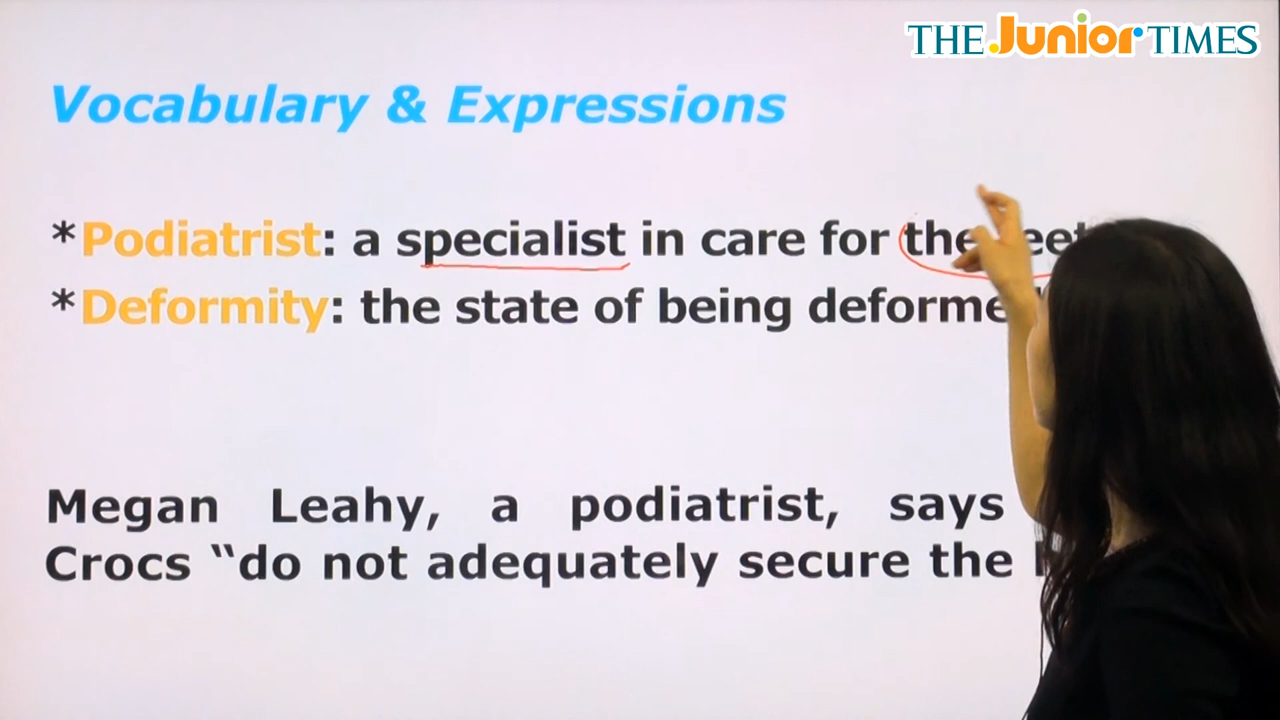 THE Junior TIMES
Vocabulary & Expressions
*Podiatrist: a specialist in care for the
*Deformity: the state of being
Megan Leahy, a podiatrist, says
Crocs “do not adequately secure the